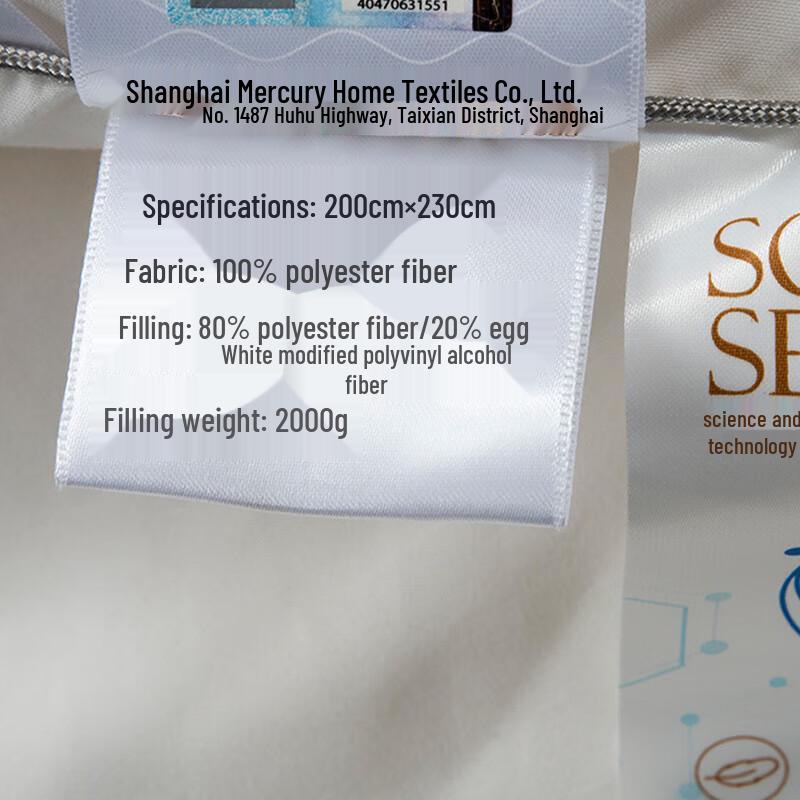 40470631551
Shanghai Mercury Home Textiles Co., Ltd.
No. 1487 Huhu Highway, Taixian District, Shanghai
Specifications: 200cm×230cm
Fabric: 100% polyester fiber
Filling: 80% polyester fiber/20% egg
White modified polyvinyl alcohol
fiber
Filling weight: 2000g
SO
SE
science and
technology